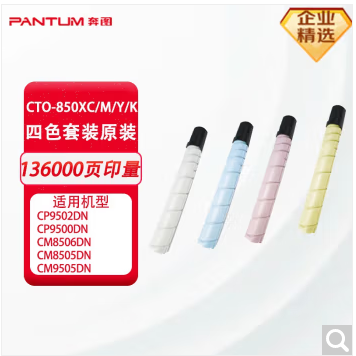 PANTUM 奔图
企业
精选
CTO-850XC/M/Y/K
四色套装原装
136000页印量
适用机型
CP9502DN
CP9500DN
CM8506DN
CM8505DN
CM9505DN